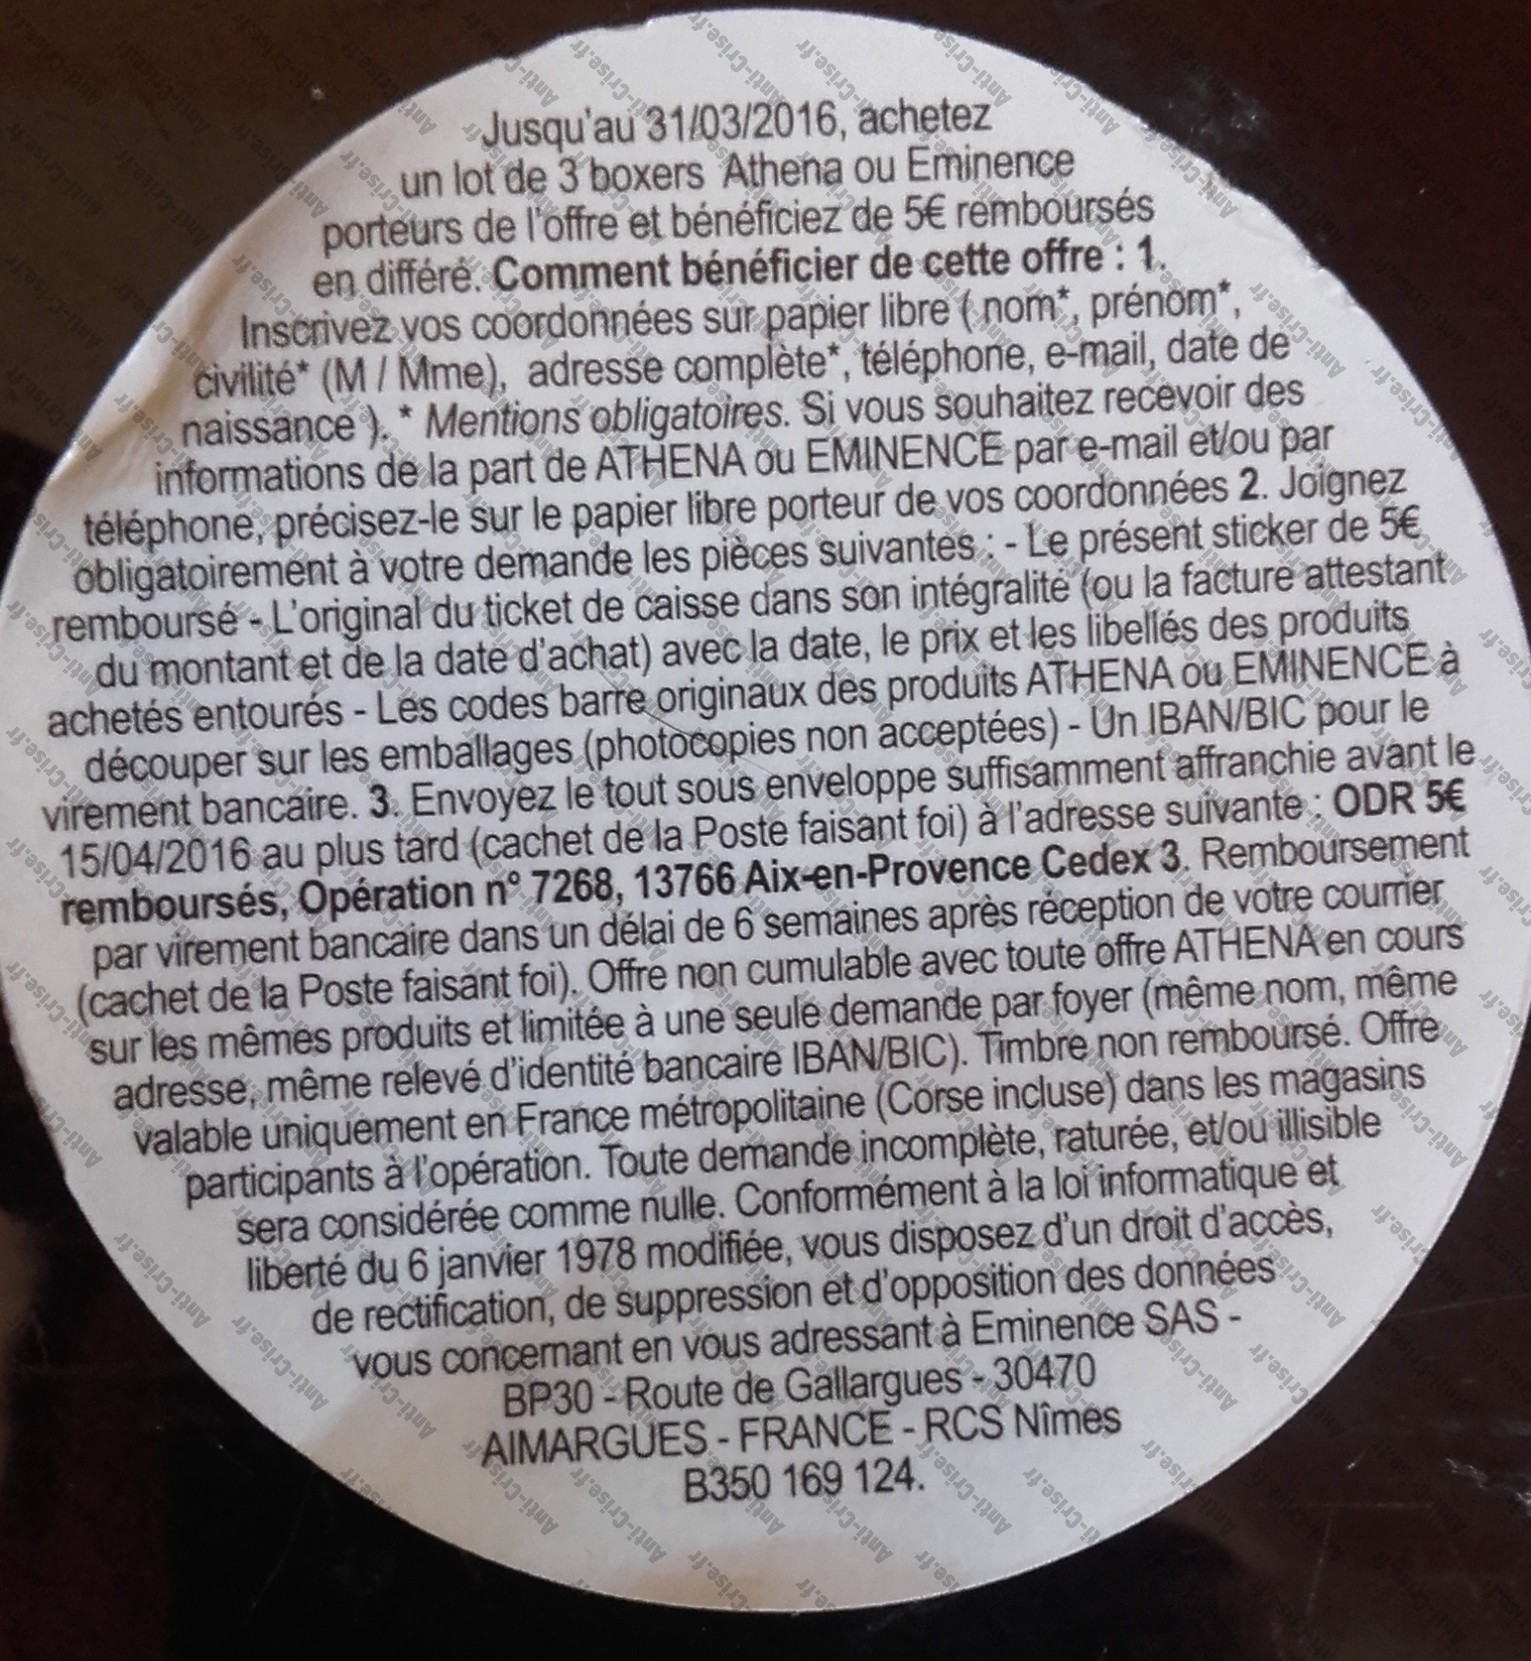 Jusqu'au 31/03/2016, achetez
un lot de 3 boxers Athena ou Eminence
porteurs de l'offre et bénéficiez de 5€ remboursés
en différé. Comment bénéficier de cette offre : 1.
Inscrivez vos coordonnées sur papier libre ( nom*, prénom*,
civilité* (M / Mme), adresse complète*, téléphone, e-mail, date de
naissance ). * Mentions obligatoires. Si vous souhaitez recevoir des
informations de la part de ATHENA ou EMINENCE par e-mail et/ou par
téléphone, précisez-le sur le papier libre porteur de vos coordonnées 2. Joignez
obligatoirement à votre demande les pièces suivantes : - Le présent sticker de 5€
remboursé - L'original du ticket de caisse dans son intégralité (ou la facture attestant
du montant et de la date d'achat) avec la date, le prix et les libellés des produits
achetés entourés - Les codes barre originaux des produits ATHENA ou EMINENCE à
découper sur les emballages (photocopies non acceptées) - Un IBAN/BIC pour le
virement bancaire. 3. Envoyez le tout sous enveloppe suffisamment affranchie avant le
15/04/2016 au plus tard (cachet de la Poste faisant foi) à l'adresse suivante : ODR 5€
remboursés, Opération n° 7268, 13766 Aix-en-Provence Cedex 3. Remboursement
par virement bancaire dans un délai de 6 semaines après réception de votre courrier
(cachet de la Poste faisant foi). Offre non cumulable avec toute offre ATHENA en cours
sur les mêmes produits et limitée à une seule demande par foyer (même nom, même
adresse, même relevé d'identité bancaire IBAN/BIC). Timbre non remboursé. Offre
valable uniquement en France métropolitaine (Corse incluse) dans les magasins
participants à l'opération. Toute demande incomplète, raturée, et/ou illisible
sera considérée comme nulle. Conformément à la loi informatique et
liberté du 6 janvier 1978 modifiée, vous disposez d'un droit d'accès,
de rectification, de suppression et d'opposition des données
vous concernant en vous adressant à Eminence SAS -
BP30 - Route de Gallargues - 30470
AIMARGUES - FRANCE - RCS Nîmes
B350 169 124.
Anti-Crise.fr